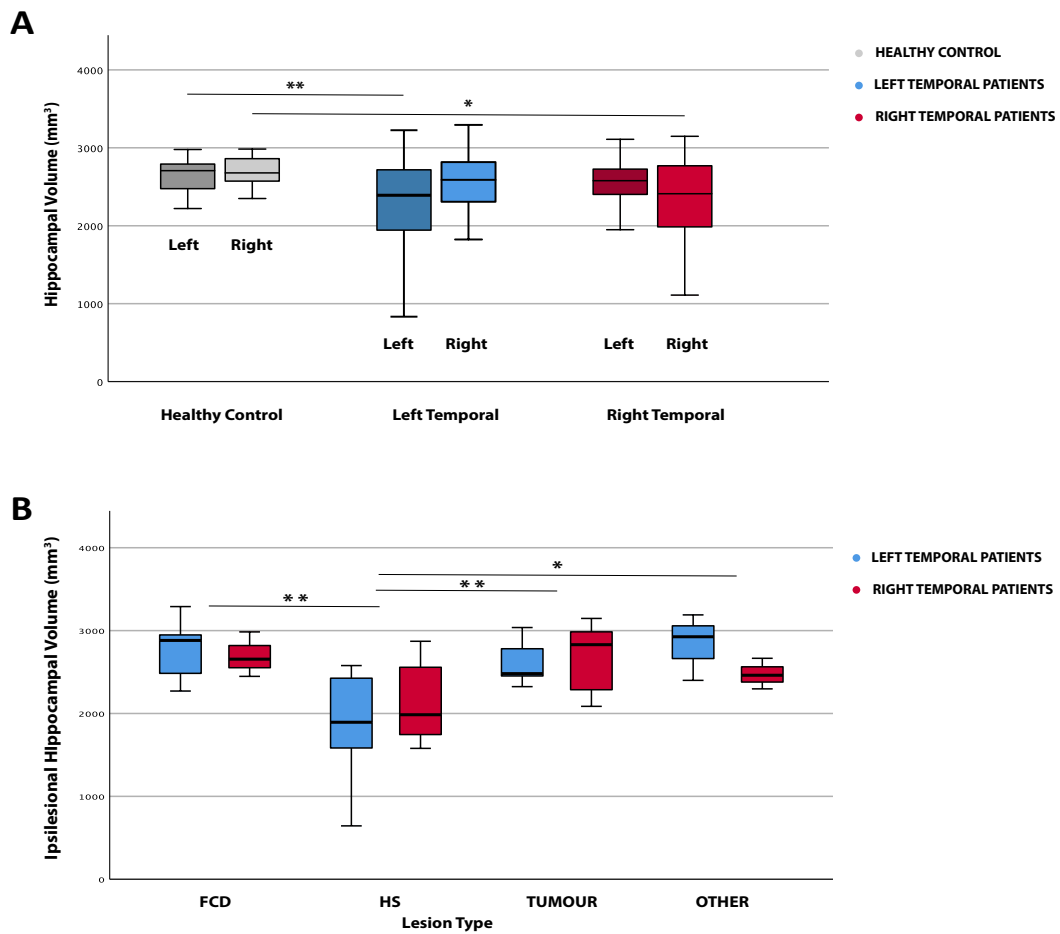 A
HEALTHY CONTROL
LEFT TEMPORAL PATIENTS
RIGHT TEMPORAL PATIENTS
Hippocampal Volume (mm³)
4000
3000
2000
1000
0
**
*
Left Right
Left Right
Left Right
Healthy Control Left Temporal Right Temporal
B
LEFT TEMPORAL PATIENTS
RIGHT TEMPORAL PATIENTS
Ipsilesional HIppocampal Volume (mm³)
4000
3000
2000
1000
0
*
* *
* *
FCD HS TUMOUR OTHER
Lesion Type